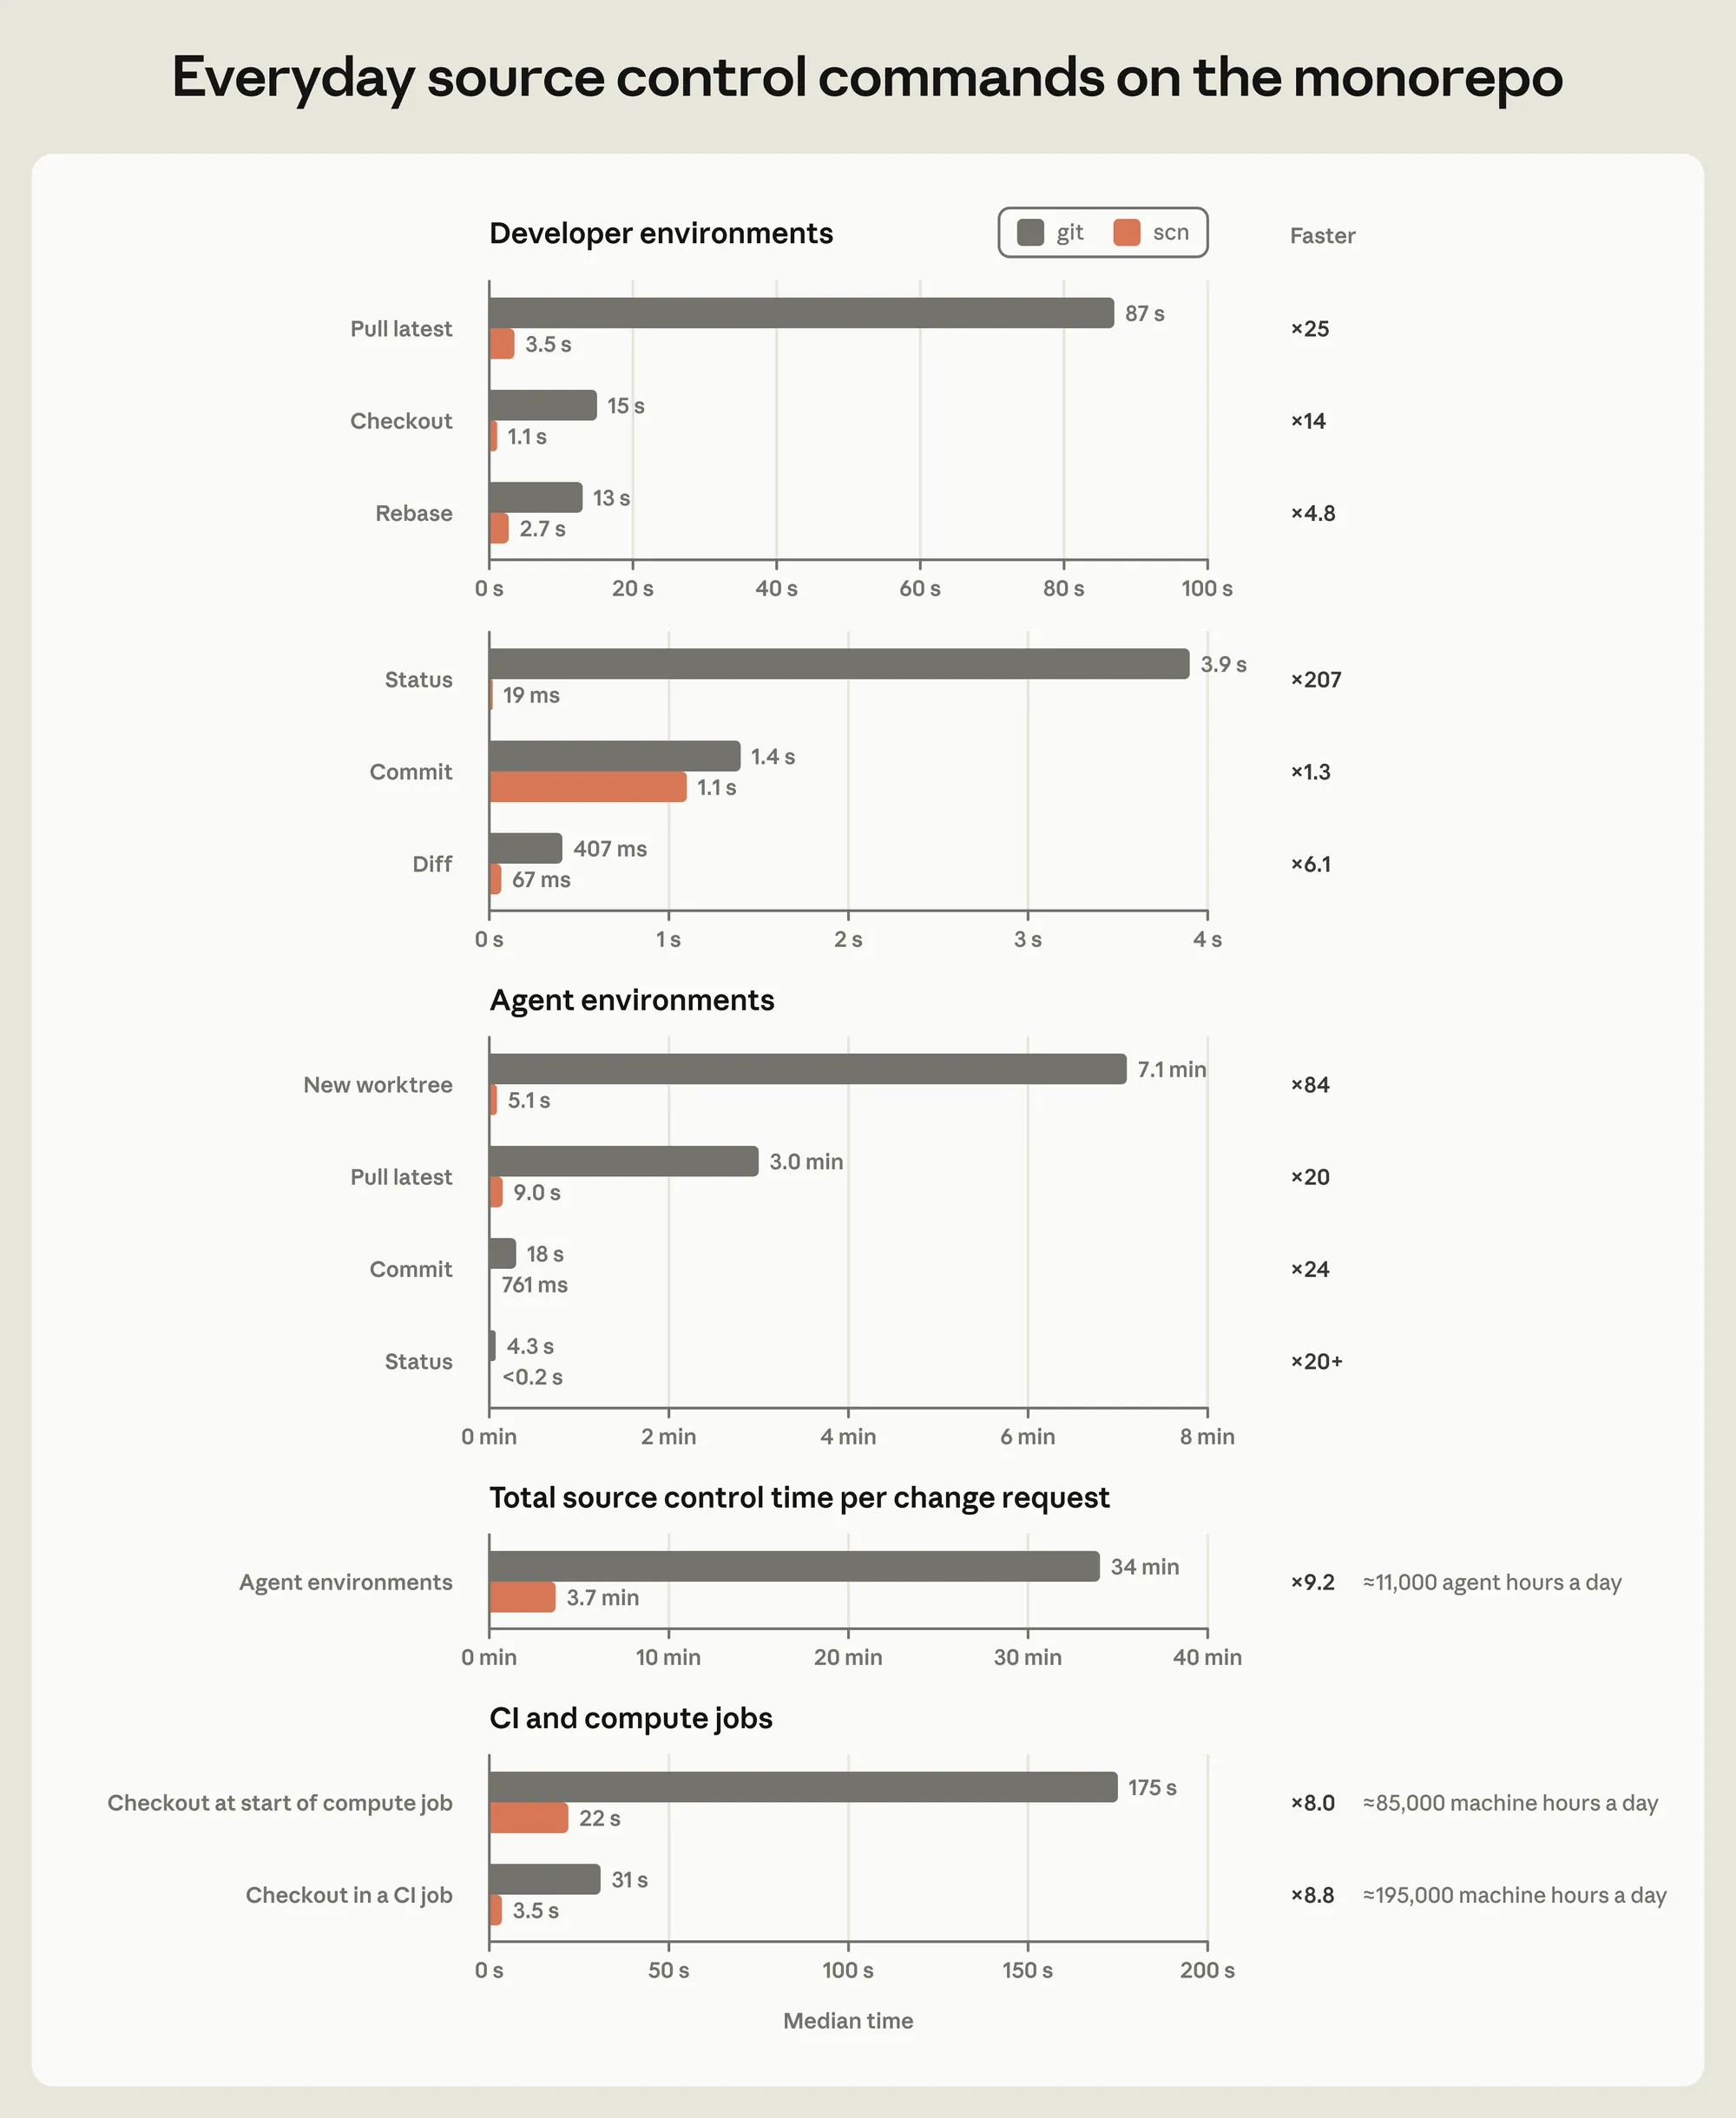 Everyday source control commands on the monorepo
Developer environments
git
scn
Faster
Pull latest
87 s
3.5 s
×25
Checkout
15 s
1.1 s
×14
Rebase
13 s
2.7 s
×4.8
0 s 20 s 40 s 60 s 80 s 100 s
Status
3.9 s
19 ms
×207
Commit
1.4 s
1.1 s
×1.3
Diff
407 ms
67 ms
×6.1
0 s 1 s 2 s 3 s 4 s
Agent environments
New worktree
7.1 min
5.1 s
×84
Pull latest
3.0 min
9.0 s
×20
Commit
18 s
761 ms
×24
Status
4.3 s
<0.2 s
×20+
0 min 2 min 4 min 6 min 8 min
Total source control time per change request
Agent environments
34 min
3.7 min
×9.2 ≈11,000 agent hours a day
0 min 10 min 20 min 30 min 40 min
CI and compute jobs
Checkout at start of compute job
175 s
22 s
×8.0 ≈85,000 machine hours a day
Checkout in a CI job
31 s
3.5 s
×8.8 ≈195,000 machine hours a day
0 s 50 s 100 s 150 s 200 s
Median time